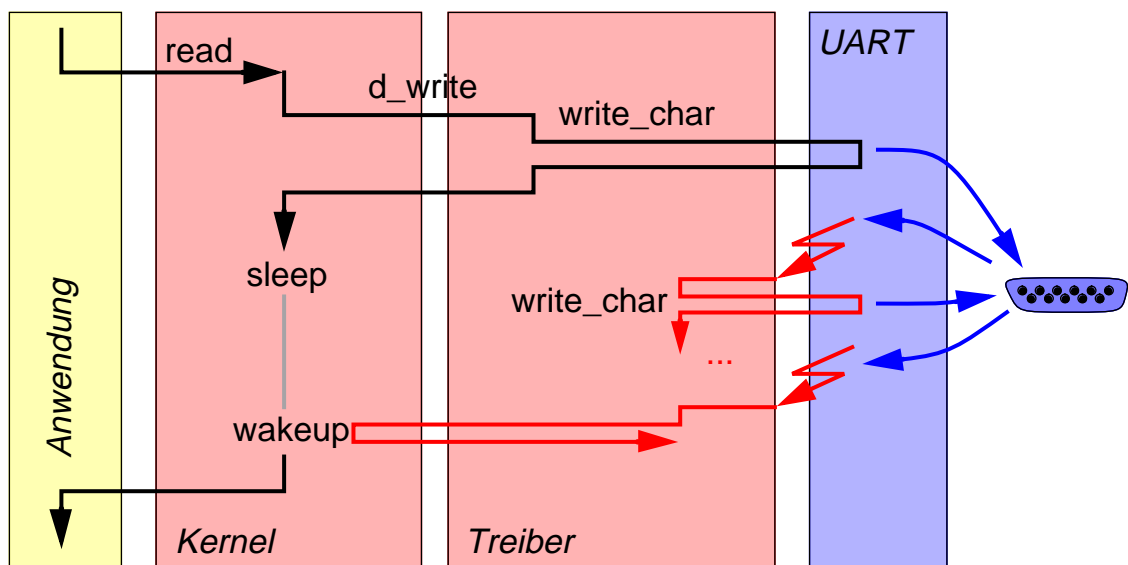 UART
read
d_write
write_char
sleep
write_char
...
Anwendung
wakeup
Kernel
Treiber